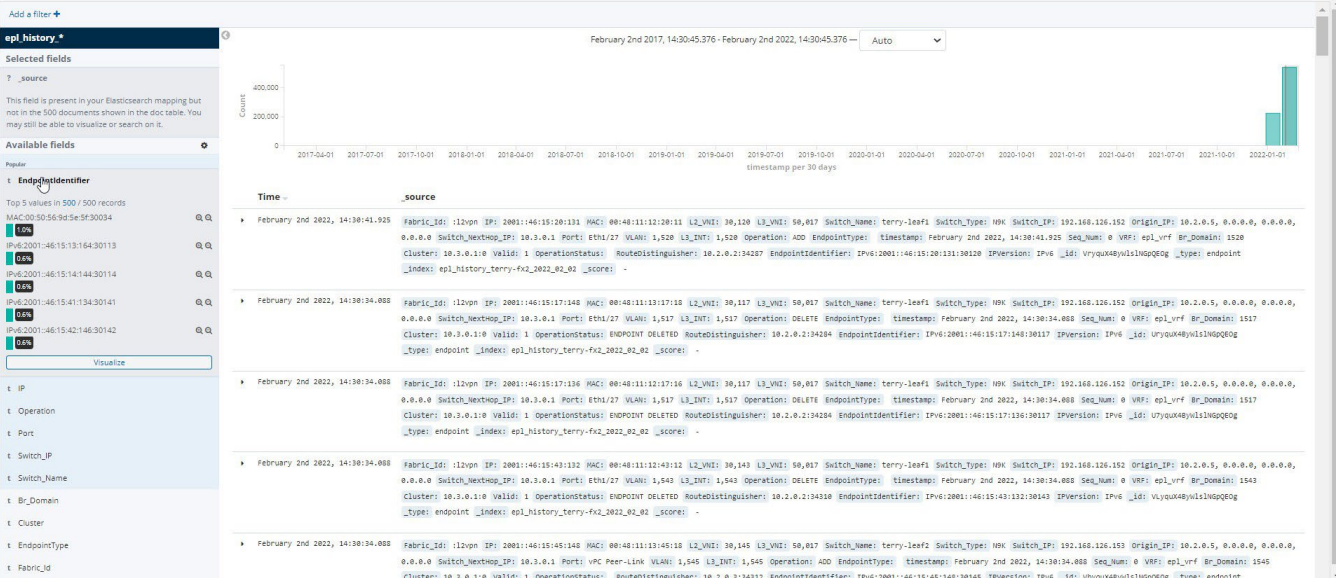 Add a filter +
epl_history_*
Selected fields
? _source
This field is present in your Elasticsearch mapping but
not in the 500 documents shown in the doc table. You
may still be able to visualize or search on it.
Available fields
Popular
t EndpointIdentifier
Top 5 values in 500 / 500 records
MAC:00:50:56:9d:5e:5f:30034
1.0%
IPv6:2001::46:15:13:164:30113
0.6%
IPv6:2001::46:15:14:144:30114
0.6%
IPv6:2001::46:15:41:134:30141
0.6%
IPv6:2001::46:15:42:146:30142
0.6%
Visualize
t IP
t Operation
t Port
t Switch_IP
t Switch_Name
t Br_Domain
t Cluster
t EndpointType
t Fabric_Id
February 2nd 2017, 14:30:45.376 - February 2nd 2022, 14:30:45.376 — Auto
Count
400,000
200,000
0
2017-04-01 2017-07-01 2017-10-01 2018-01-01 2018-04-01 2018-07-01 2018-10-01 2019-01-01 2019-04-01 2019-07-01 2019-10-01 2020-01-01 2020-04-01 2020-07-01 2020-10-01 2021-01-01 2021-04-01 2021-07-01 2021-10-01 2022-01-01
timestamp per 30 days
Time _source
February 2nd 2022, 14:30:41.925 Fabric_Id: :l2vpn IP: 2001::46:15:20:131 MAC: 00:48:11:12:20:11 L2_VNI: 30,120 L3_VNI: 50,017 Switch_Name: terry-leaf1 Switch_Type: N9K Switch_IP: 192.168.126.152 Origin_IP: 10.2.0.5, 0.0.0.0, 0.0.0.0,
0.0.0.0 Switch_NextHop_IP: 10.3.0.1 Port: Eth1/27 VLAN: 1,520 L3_INT: 1,520 Operation: ADD EndpointType: timestamp: February 2nd 2022, 14:30:41.925 Seq_Num: 0 VRF: epl_vrf Br_Domain: 1520
Cluster: 10.3.0.1:0 Valid: 1 OperationStatus: RouteDistinguisher: 10.2.0.2:34287 EndpointIdentifier: IPv6:2001::46:15:20:131:30120 IPVersion: IPv6 _id: VryquX4ByWlslNGpQEOg _type: endpoint
_index: epl_history_terry-fx2_2022_02_02 _score: -
February 2nd 2022, 14:30:34.088 Fabric_Id: :l2vpn IP: 2001::46:15:17:148 MAC: 00:48:11:13:17:18 L2_VNI: 30,117 L3_VNI: 50,017 Switch_Name: terry-leaf1 Switch_Type: N9K Switch_IP: 192.168.126.152 Origin_IP: 10.2.0.5, 0.0.0.0, 0.0.0.0,
0.0.0.0 Switch_NextHop_IP: 10.3.0.1 Port: Eth1/27 VLAN: 1,517 L3_INT: 1,517 Operation: DELETE EndpointType: timestamp: February 2nd 2022, 14:30:34.088 Seq_Num: 0 VRF: epl_vrf Br_Domain: 1517
Cluster: 10.3.0.1:0 Valid: 1 OperationStatus: ENDPOINT DELETED RouteDistinguisher: 10.2.0.2:34284 EndpointIdentifier: IPv6:2001::46:15:17:148:30117 IPVersion: IPv6 _id: UryquX4ByWlslNGpQEOg
_type: endpoint _index: epl_history_terry-fx2_2022_02_02 _score: -
February 2nd 2022, 14:30:34.088 Fabric_Id: :l2vpn IP: 2001::46:15:17:136 MAC: 00:48:11:12:17:16 L2_VNI: 30,117 L3_VNI: 50,017 Switch_Name: terry-leaf1 Switch_Type: N9K Switch_IP: 192.168.126.152 Origin_IP: 10.2.0.5, 0.0.0.0, 0.0.0.0,
0.0.0.0 Switch_NextHop_IP: 10.3.0.1 Port: Eth1/27 VLAN: 1,517 L3_INT: 1,517 Operation: DELETE EndpointType: timestamp: February 2nd 2022, 14:30:34.088 Seq_Num: 0 VRF: epl_vrf Br_Domain: 1517
Cluster: 10.3.0.1:0 Valid: 1 OperationStatus: ENDPOINT DELETED RouteDistinguisher: 10.2.0.2:34284 EndpointIdentifier: IPv6:2001::46:15:17:136:30117 IPVersion: IPv6 _id: U7yquX4ByWlslNGpQEOg
_type: endpoint _index: epl_history_terry-fx2_2022_02_02 _score: -
February 2nd 2022, 14:30:34.088 Fabric_Id: :l2vpn IP: 2001::46:15:43:132 MAC: 00:48:11:12:43:12 L2_VNI: 30,143 L3_VNI: 50,017 Switch_Name: terry-leaf1 Switch_Type: N9K Switch_IP: 192.168.126.152 Origin_IP: 10.2.0.5, 0.0.0.0, 0.0.0.0,
0.0.0.0 Switch_NextHop_IP: 10.3.0.1 Port: Eth1/27 VLAN: 1,543 L3_INT: 1,543 Operation: DELETE EndpointType: timestamp: February 2nd 2022, 14:30:34.088 Seq_Num: 0 VRF: epl_vrf Br_Domain: 1543
Cluster: 10.3.0.1:0 Valid: 1 OperationStatus: ENDPOINT DELETED RouteDistinguisher: 10.2.0.2:34310 EndpointIdentifier: IPv6:2001::46:15:43:132:30143 IPVersion: IPv6 _id: VLyquX4ByWlslNGpQEOg
_type: endpoint _index: epl_history_terry-fx2_2022_02_02 _score: -
February 2nd 2022, 14:30:34.088 Fabric_Id: :l2vpn IP: 2001::46:15:45:148 MAC: 00:48:11:13:45:18 L2_VNI: 30,145 L3_VNI: 50,017 Switch_Name: terry-leaf2 Switch_Type: N9K Switch_IP: 192.168.126.153 Origin_IP: 10.2.0.5, 0.0.0.0, 0.0.0.0,
0.0.0.0 Switch_NextHop_IP: 10.3.0.1 Port: vPC Peer-Link VLAN: 1,545 L3_INT: 1,545 Operation: ADD EndpointType: timestamp: February 2nd 2022, 14:30:34.088 Seq_Num: 0 VRF: epl_vrf Br_Domain: 1545